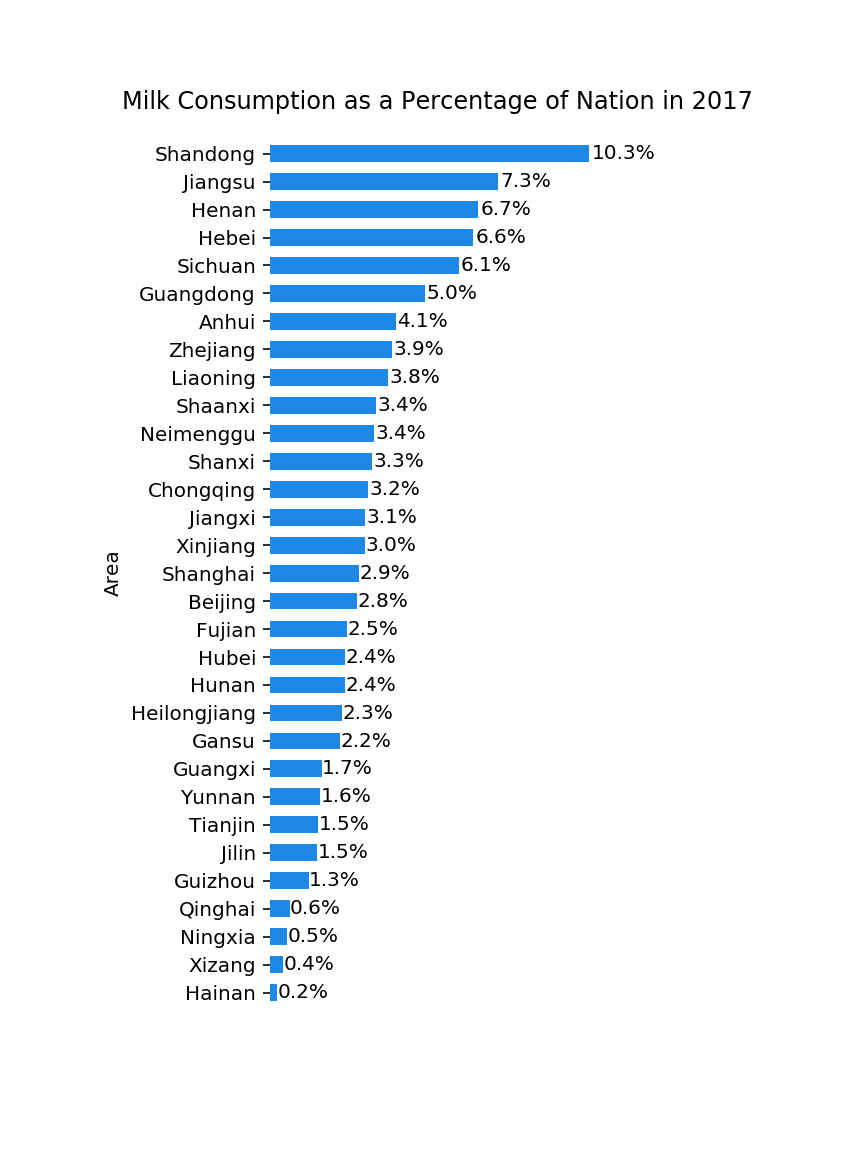 Milk Consumption as a Percentage of Nation in 2017
Shandong 10.3%
Jiangsu 7.3%
Henan 6.7%
Hebei 6.6%
Sichuan 6.1%
Guangdong 5.0%
Anhui 4.1%
Zhejiang 3.9%
Liaoning 3.8%
Shaanxi 3.4%
Neimenggu 3.4%
Shanxi 3.3%
Chongqing 3.2%
Jiangxi 3.1%
Xinjiang 3.0%
Area
Shanghai 2.9%
Beijing 2.8%
Fujian 2.5%
Hubei 2.4%
Hunan 2.4%
Heilongjiang 2.3%
Gansu 2.2%
Guangxi 1.7%
Yunnan 1.6%
Tianjin 1.5%
Jilin 1.5%
Guizhou 1.3%
Qinghai 0.6%
Ningxia 0.5%
Xizang 0.4%
Hainan 0.2%